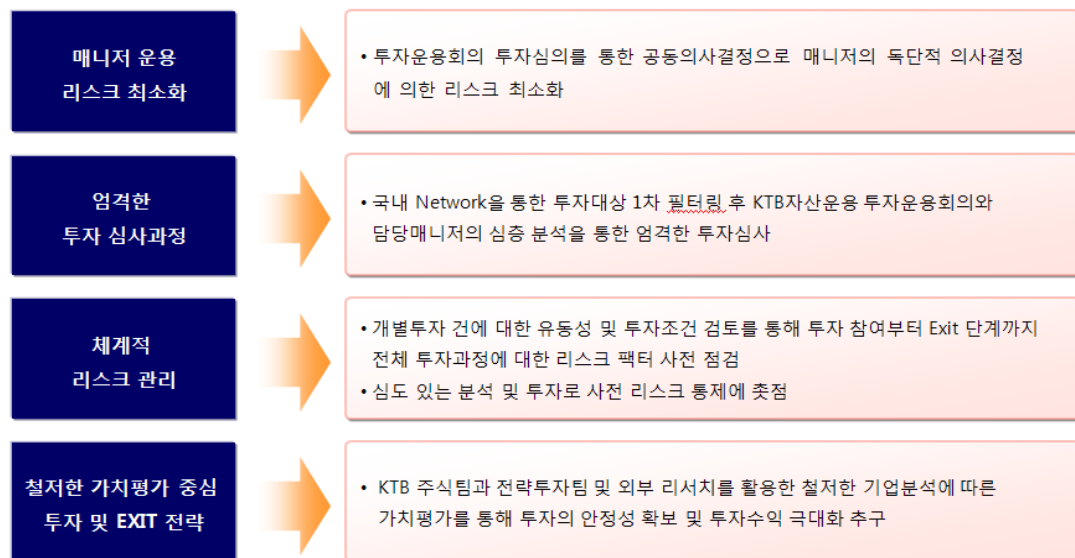 매니저 운용
리스크 최소화
• 투자운용회의 투자심의를 통한 공동의사결정으로 매니저의 독단적 의사결정
에 의한 리스크 최소화
엄격한
투자 심사과정
• 국내 Network을 통한 투자대상 1차 필터링 후 KTB자산운용 투자운용회의와
담당매니저의 심층 분석을 통한 엄격한 투자심사
체계적
리스크 관리
• 개별투자 건에 대한 유동성 및 투자조건 검토를 통해 투자 참여부터 Exit 단계까지
전체 투자과정에 대한 리스크 팩터 사전 점검
• 심도 있는 분석 및 투자로 사전 리스크 통제에 촛점
철저한 가치평가 중심
투자 및 EXIT 전략
• KTB 주식팀과 전략투자팀 및 외부 리서치를 활용한 철저한 기업분석에 따른
가치평가를 통해 투자의 안정성 확보 및 투자수익 극대화 추구